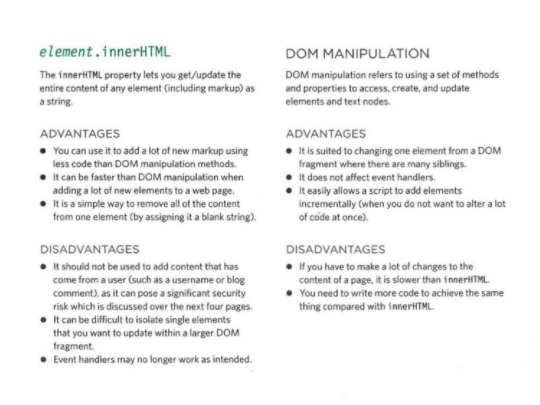 element.innerHTML
The innerHTML property lets you get/update the
entire content of any element (including markup) as
a string.
ADVANTAGES
● You can use it to add a lot of new markup using
less code than DOM manipulation methods.
● It can be faster than DOM manipulation when
adding a lot of new elements to a web page.
● It is a simple way to remove all of the content
from one element (by assigning it a blank string).
DISADVANTAGES
● It should not be used to add content that has
come from a user (such as a username or blog
comment), as it can pose a significant security
risk which is discussed over the next four pages.
● It can be difficult to isolate single elements
that you want to update within a larger DOM
fragment.
● Event handlers may no longer work as intended.
DOM MANIPULATION
DOM manipulation refers to using a set of methods
and properties to access, create, and update
elements and text nodes.
ADVANTAGES
● It is suited to changing one element from a DOM
fragment where there are many siblings.
● It does not affect event handlers.
● It easily allows a script to add elements
incrementally (when you do not want to alter a lot
of code at once).
DISADVANTAGES
● If you have to make a lot of changes to the
content of a page, it is slower than innerHTML.
● You need to write more code to achieve the same
thing compared with innerHTML.